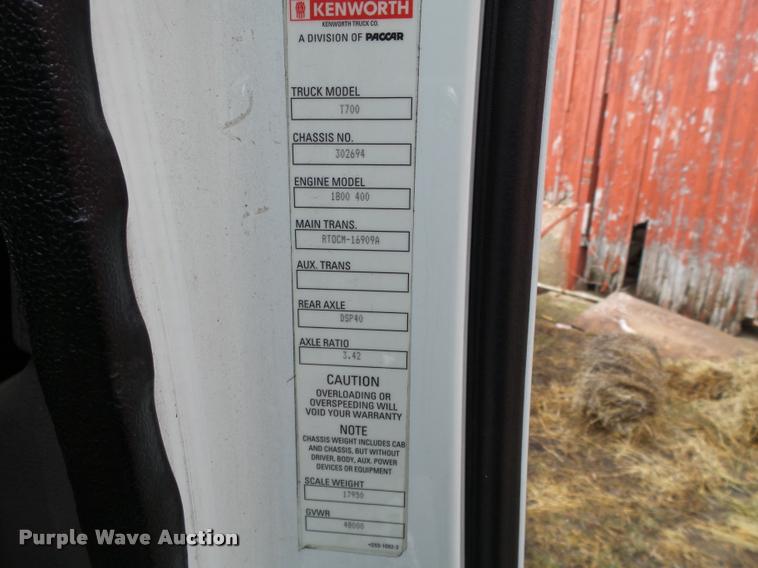 KENWORTH
KENWORTH TRUCK CO.
A DIVISION OF PACCAR
TRUCK MODEL
T700
CHASSIS NO.
302694
ENGINE MODEL
1800 400
MAIN TRANS.
RTOCM-16909A
AUX. TRANS
REAR AXLE
DSP40
AXLE RATIO
3.42
CAUTION
OVERLOADING OR
OVERSPEEDING WILL
VOID YOUR WARRANTY
NOTE
CHASSIS WEIGHT INCLUDES CAB
AND CHASSIS, BUT WITHOUT
DRIVER, BODY, AUX. POWER
DEVICES OR EQUIPMENT
SCALE WEIGHT
17930
GVWR
48000
Purple Wave Auction